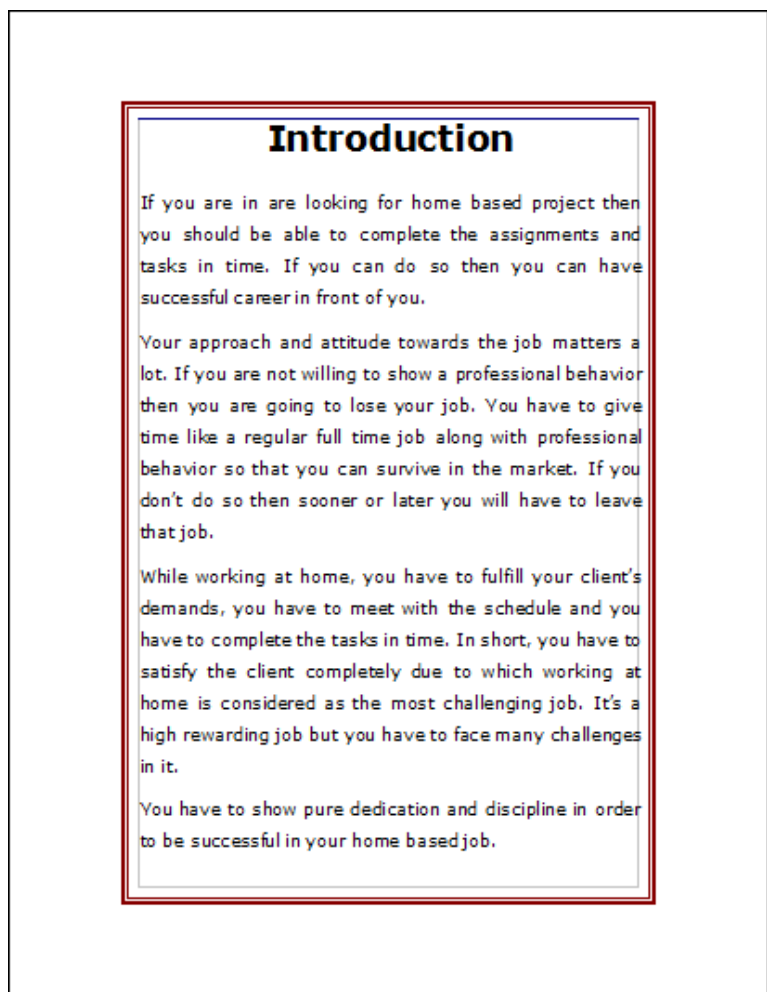 Introduction
If you are in are looking for home based project then
you should be able to complete the assignments and
tasks in time. If you can do so then you can have
successful career in front of you.
Your approach and attitude towards the job matters a
lot. If you are not willing to show a professional behavior
then you are going to lose your job. You have to give
time like a regular full time job along with professional
behavior so that you can survive in the market. If you
don't do so then sooner or later you will have to leave
that job.
While working at home, you have to fulfill your client's
demands, you have to meet with the schedule and you
have to complete the tasks in time. In short, you have to
satisfy the client completely due to which working at
home is considered as the most challenging job. It's a
high rewarding job but you have to face many challenges
in it.
You have to show pure dedication and discipline in order
to be successful in your home based job.